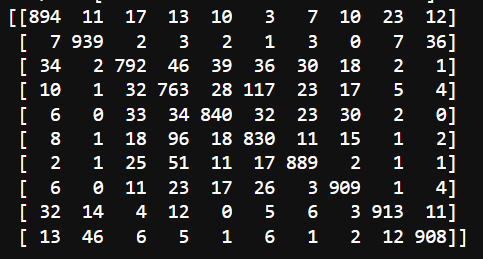 [[894 11 17 13 10 3 7 10 23 12]
[ 7 939 2 3 2 1 3 0 7 36]
[ 34 2 792 46 39 36 30 18 2 1]
[ 10 1 32 763 28 117 23 17 5 4]
[ 6 0 33 34 840 32 23 30 2 0]
[ 8 1 18 96 18 830 11 15 1 2]
[ 2 1 25 51 11 17 889 2 1 1]
[ 6 0 11 23 17 26 3 909 1 4]
[ 32 14 4 12 0 5 6 3 913 11]
[ 13 46 6 5 1 6 1 2 12 908]]